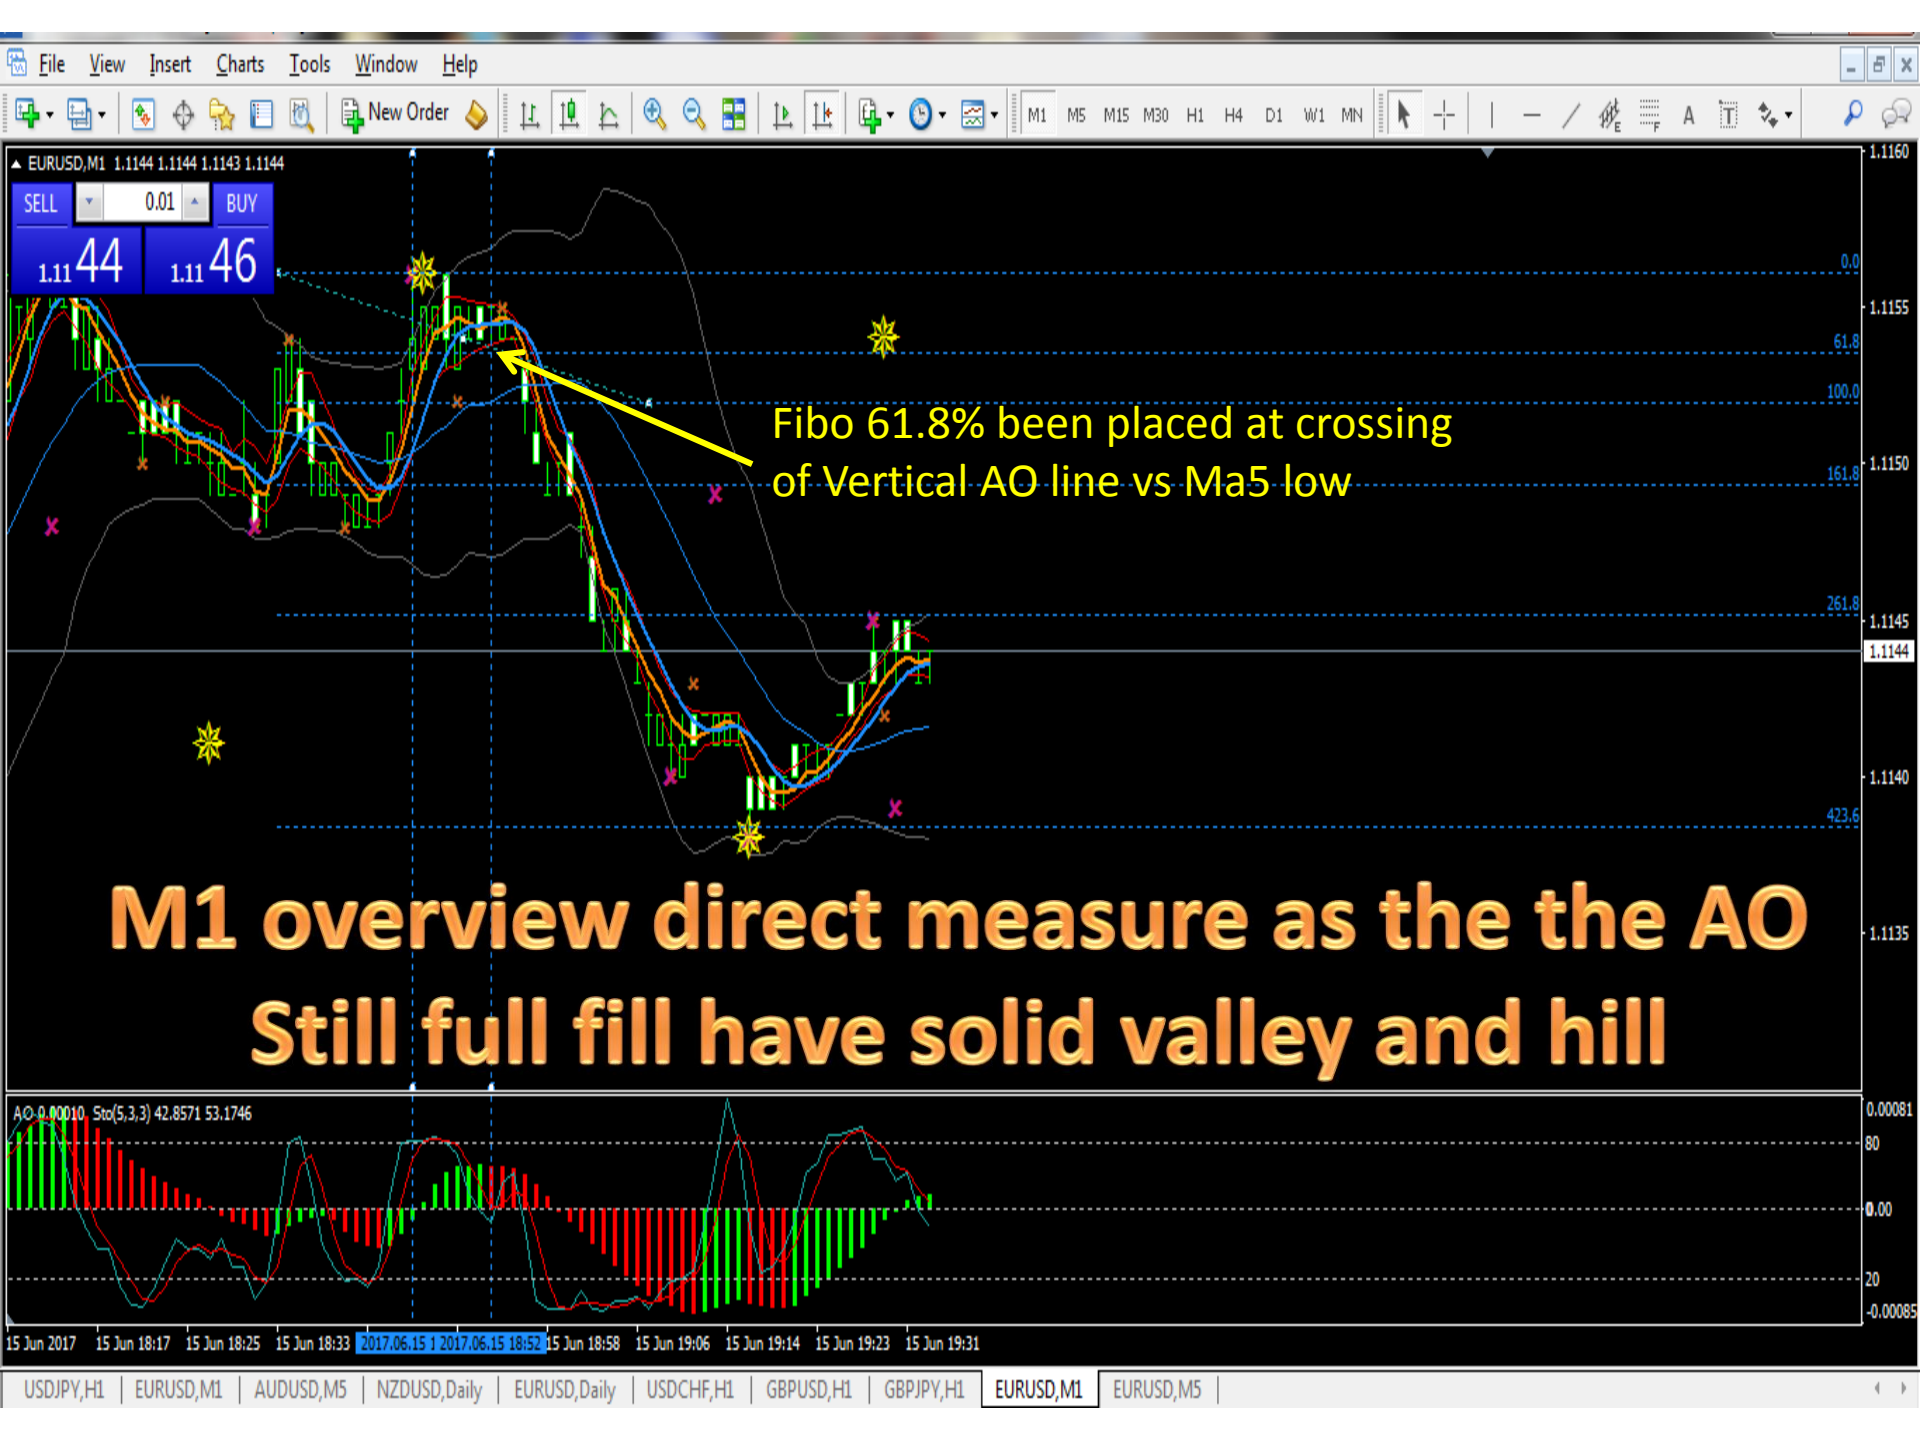 File View Insert Charts Tools Window Help
New Order M1 M5 M15 M30 H1 H4 D1 W1 MN A T
EURUSD,M1 1.1144 1.1144 1.1143 1.1144
SELL 0.01 BUY
1.11 44 1.11 46
1.1160
0.0
1.1155
61.8
100.0
Fibo 61.8% been placed at crossing
of Vertical AO line vs Ma5 low
1.1150
161.8
261.8
1.1145
1.1144
1.1140
423.6
M1 overview direct measure as the the AO
1.1135
Still full fill have solid valley and hill
AO 0.00010 Sto(5,3,3) 42.8571 53.1746
0.00081
80
0.00
20
-0.00085
15 Jun 2017 15 Jun 18:17 15 Jun 18:25 15 Jun 18:33 2017.06.15 1 2017.06.15 18:52 15 Jun 18:58 15 Jun 19:06 15 Jun 19:14 15 Jun 19:23 15 Jun 19:31
USDJPY,H1 EURUSD,M1 AUDUSD,M5 NZDUSD,Daily EURUSD,Daily USDCHF,H1 GBPUSD,H1 GBPJPY,H1 EURUSD,M1 EURUSD,M5